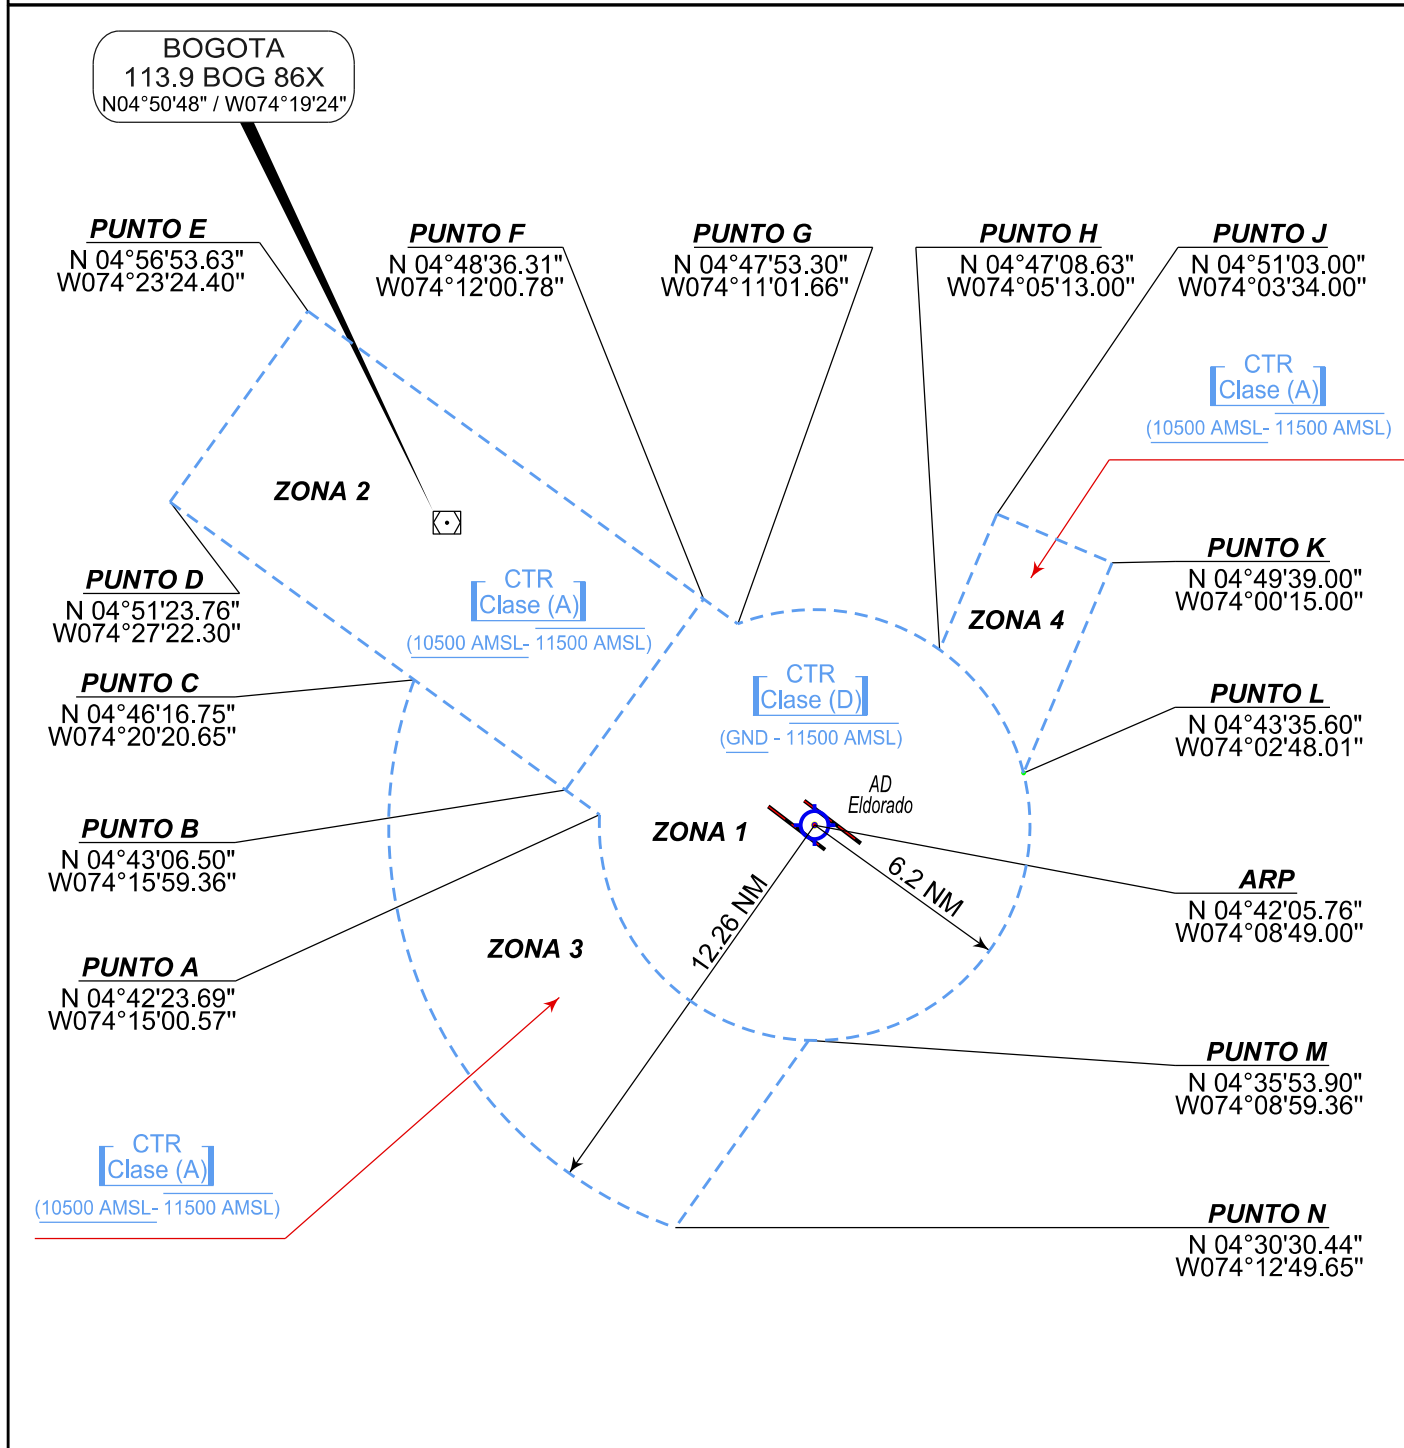 BOGOTA
113.9 BOG 86X
N04°50'48" / W074°19'24"
PUNTO E
N 04°56'53.63"
W074°23'24.40"
PUNTO F
N 04°48'36.31"
W074°12'00.78"
PUNTO G
N 04°47'53.30"
W074°11'01.66"
PUNTO H
N 04°47'08.63"
W074°05'13.00"
PUNTO J
N 04°51'03.00"
W074°03'34.00"
CTR
Clase (A)
(10500 AMSL- 11500 AMSL)
ZONA 2
PUNTO D
N 04°51'23.76"
W074°27'22.30"
CTR
Clase (A)
(10500 AMSL- 11500 AMSL)
ZONA 4
PUNTO K
N 04°49'39.00"
W074°00'15.00"
PUNTO C
N 04°46'16.75"
W074°20'20.65"
CTR
Clase (D)
(GND - 11500 AMSL)
PUNTO L
N 04°43'35.60"
W074°02'48.01"
AD
Eldorado
ZONA 1
PUNTO B
N 04°43'06.50"
W074°15'59.36"
6.2 NM
12.26 NM
ARP
N 04°42'05.76"
W074°08'49.00"
ZONA 3
PUNTO A
N 04°42'23.69"
W074°15'00.57"
PUNTO M
N 04°35'53.90"
W074°08'59.36"
CTR
Clase (A)
(10500 AMSL- 11500 AMSL)
PUNTO N
N 04°30'30.44"
W074°12'49.65"